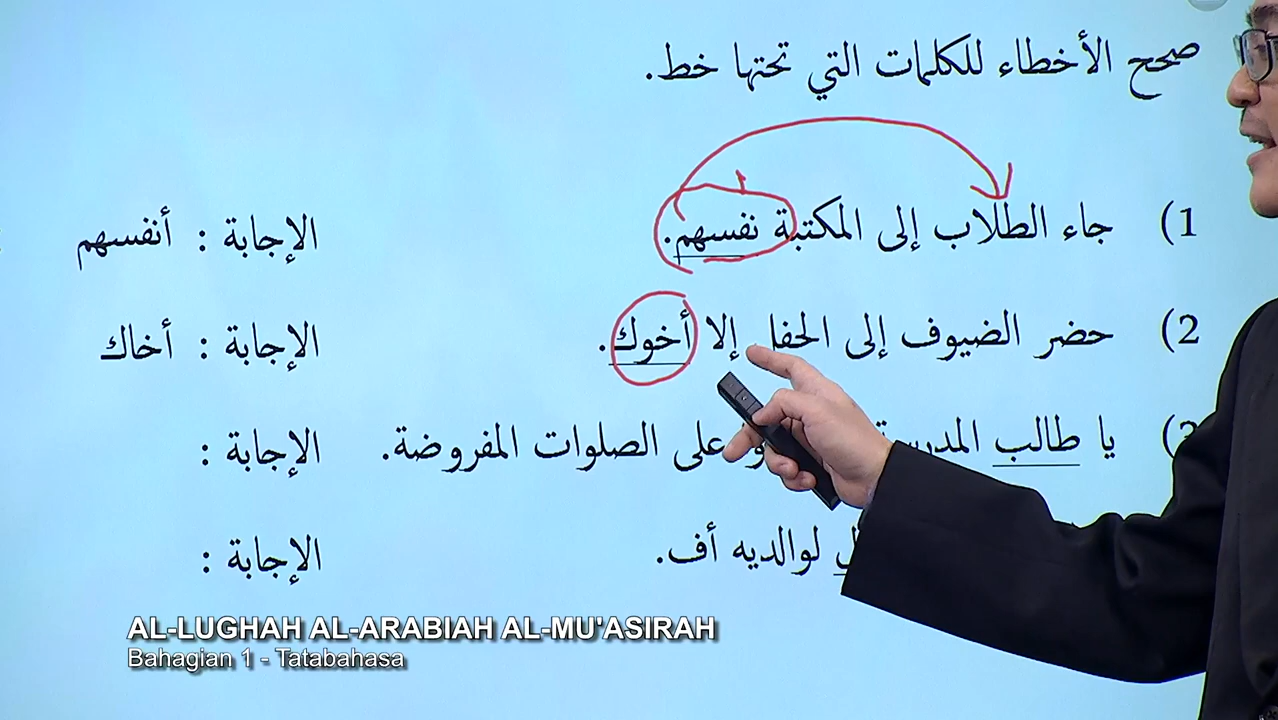 صحح الأخطاء للكلمات التي تحتها خط.
1) جاء الطلاب إلى المكتبة نفسهم. الإجابة : أنفسهم
2) حضر الضيوف إلى الحفل إلا أخوك. الإجابة : أخاك
يا طالب المدرسة على الصلوات المفروضة. الإجابة :
لوالديه أف. الإجابة :
AL-LUGHAH AL-ARABIAH AL-MU'ASIRAH
Bahagian 1 - Tatabahasa